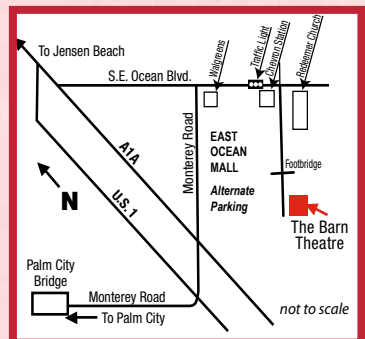 To Jensen Beach
S.E. Ocean Blvd.
Walgreens
Traffic Light
Chevron Station
Redeemer Church
A1A
U.S. 1
N
Monterey Road
EAST
OCEAN
MALL
Alternate
Parking
Footbridge
The Barn
Theatre
Palm City
Bridge
Monterey Road
To Palm City
not to scale